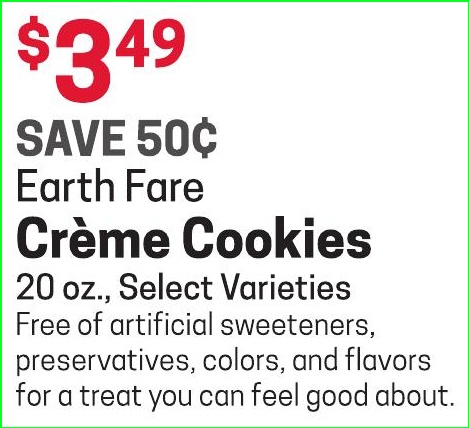 $3.49
SAVE 50¢
Earth Fare
Crème Cookies
20 oz., Select Varieties
Free of artificial sweeteners,
preservatives, colors, and flavors
for a treat you can feel good about.